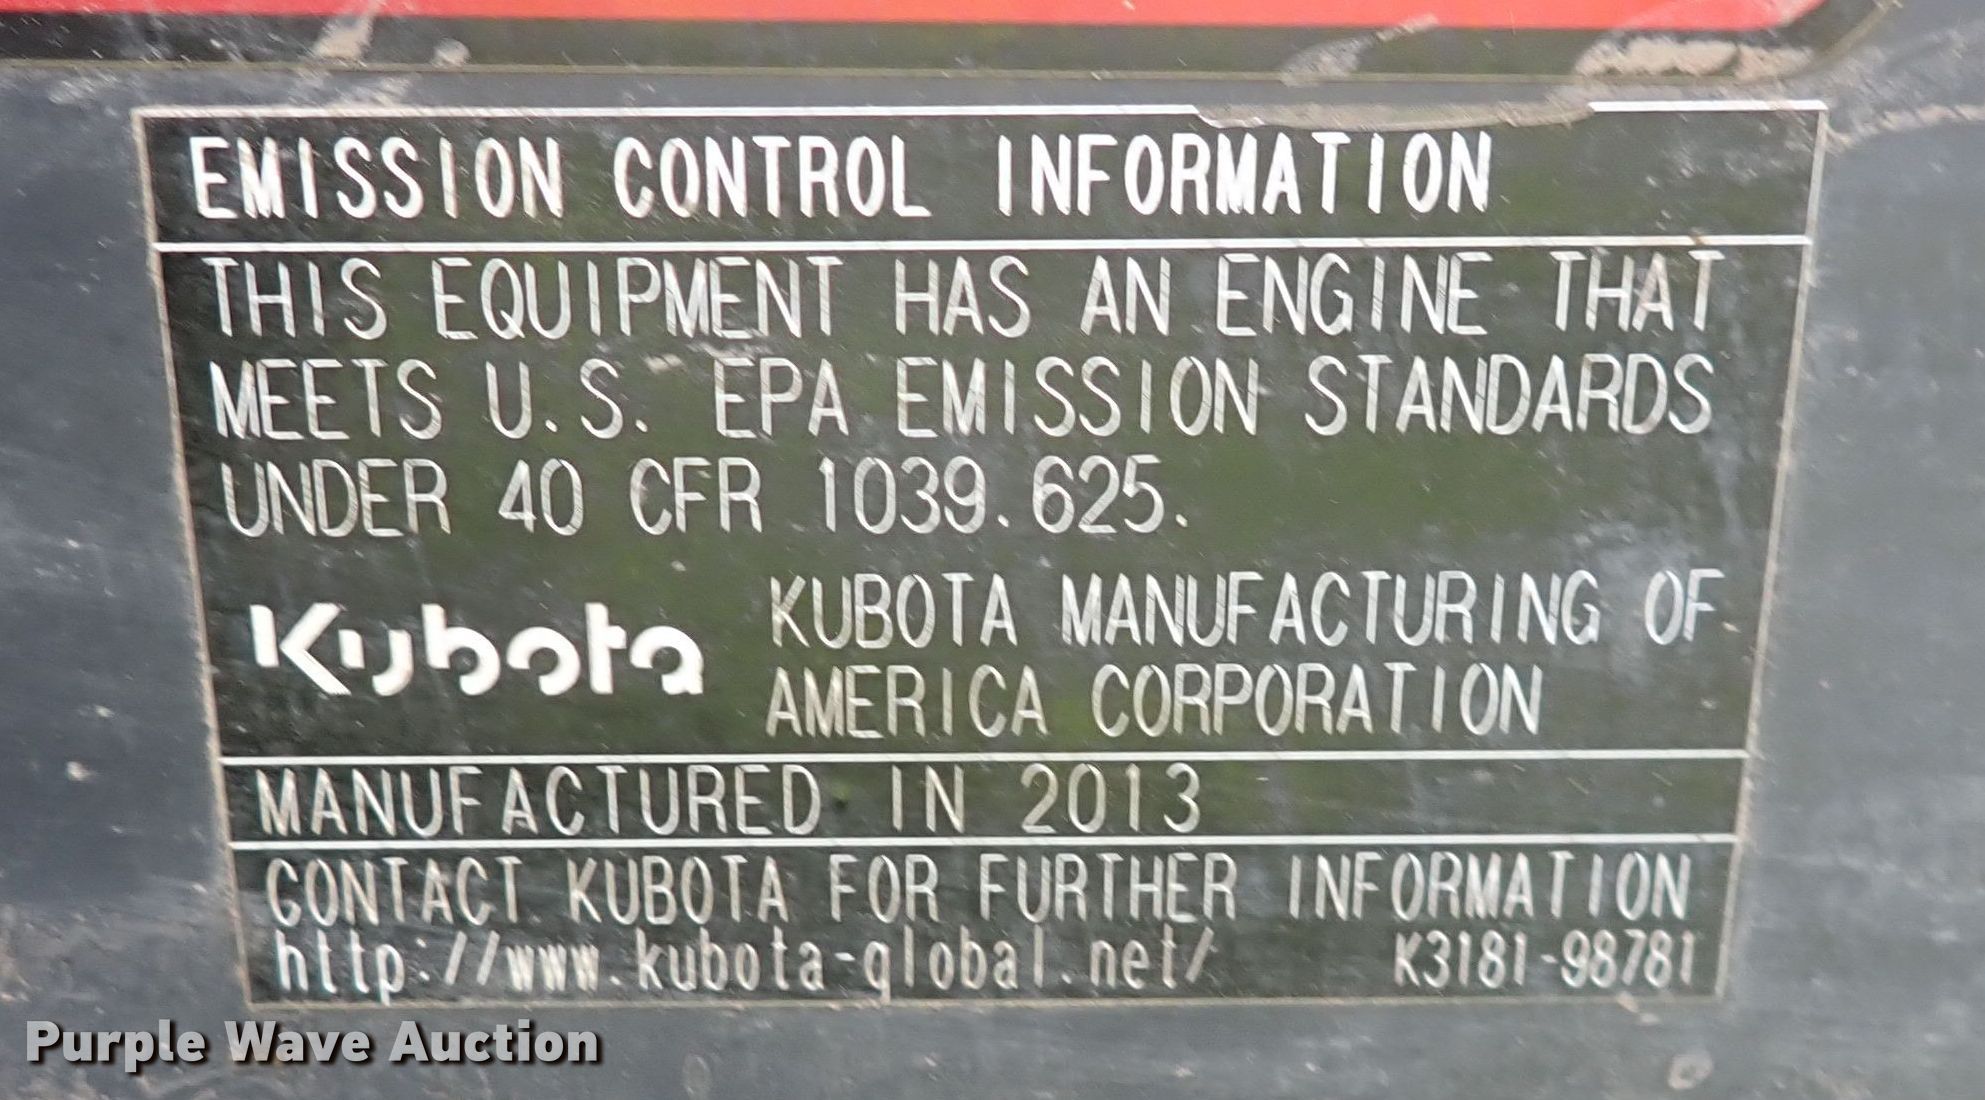 EMISSION CONTROL INFORMATION
THIS EQUIPMENT HAS AN ENGINE THAT
MEETS U.S. EPA EMISSION STANDARDS
UNDER 40 CFR 1039.625.
Kubota
KUBOTA MANUFACTURING OF
AMERICA CORPORATION
MANUFACTURED IN 2013
CONTACT KUBOTA FOR FURTHER INFORMATION
http://www.kubota-global.net/ K3181-98781
Purple Wave Auction